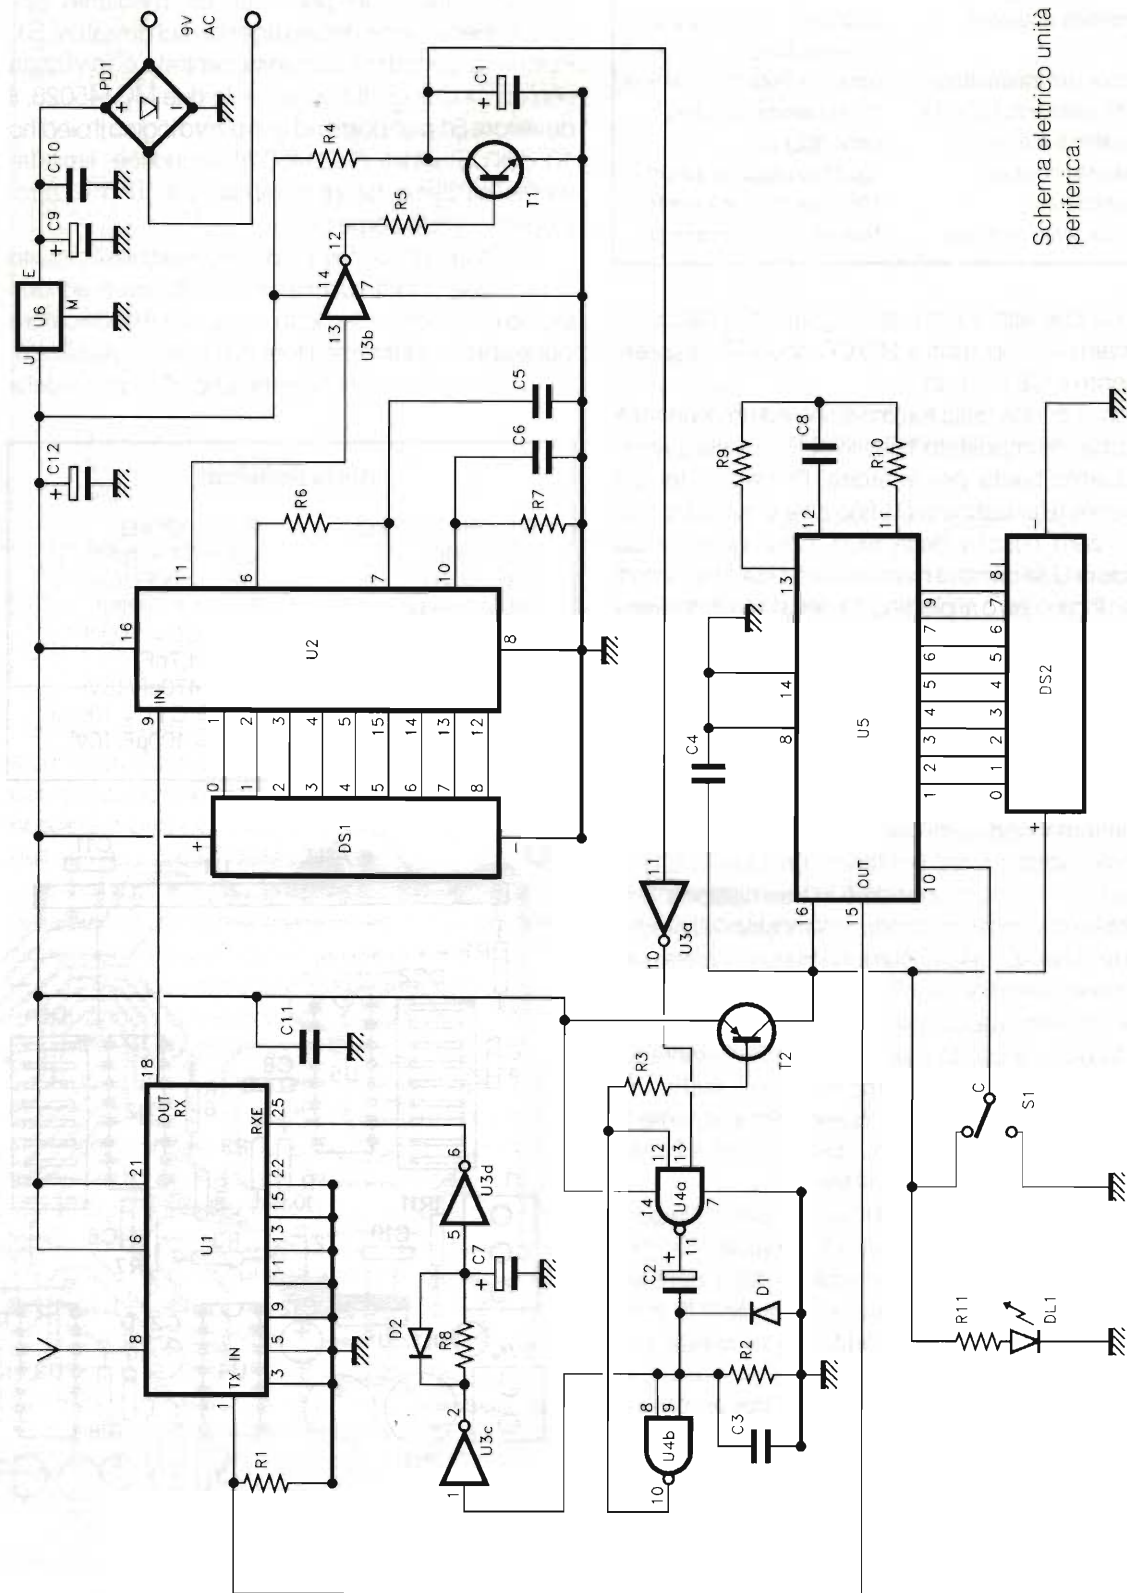 9V
AC
PD1
C10
C9
+
E
U6
M
U
C12
+
R4
C1
+
T1
R5
12
14
13
7
U3b
C5
C6
R6
R7
11
6
7
10
16
9
IN
U2
8
1
2
3
4
5
15
14
13
12
0
1
2
3
4
5
6
7
8
+
DS1
-
18
OUT
RX
21
6
8
25
RXE
22
15
13
11
9
5
3
U1
TX IN
1
R1
C11
6
U3d
5
C7
+
D2
R8
2
U3c
1
R9
C8
R10
12
11
13
14
8
U5
16
15
OUT
10
9
7
6
5
4
3
2
1
8
7
6
5
4
3
2
1
0
DS2
+
-
C4
11
U3a
10
T2
R3
12
13
14
7
U4a
11
C2
+
D1
R2
C3
8
9
U4b
10
C
S1
R11
DL1
Schema elettrico unità
periferica.